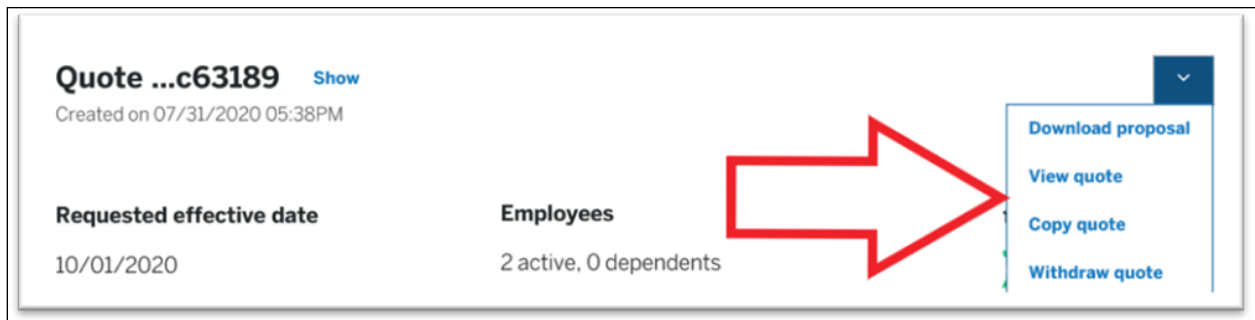 Quote ...c63189 Show
Created on 07/31/2020 05:38PM
Download proposal
View quote
Copy quote
Withdraw quote
Requested effective date
10/01/2020
Employees
2 active, 0 dependents